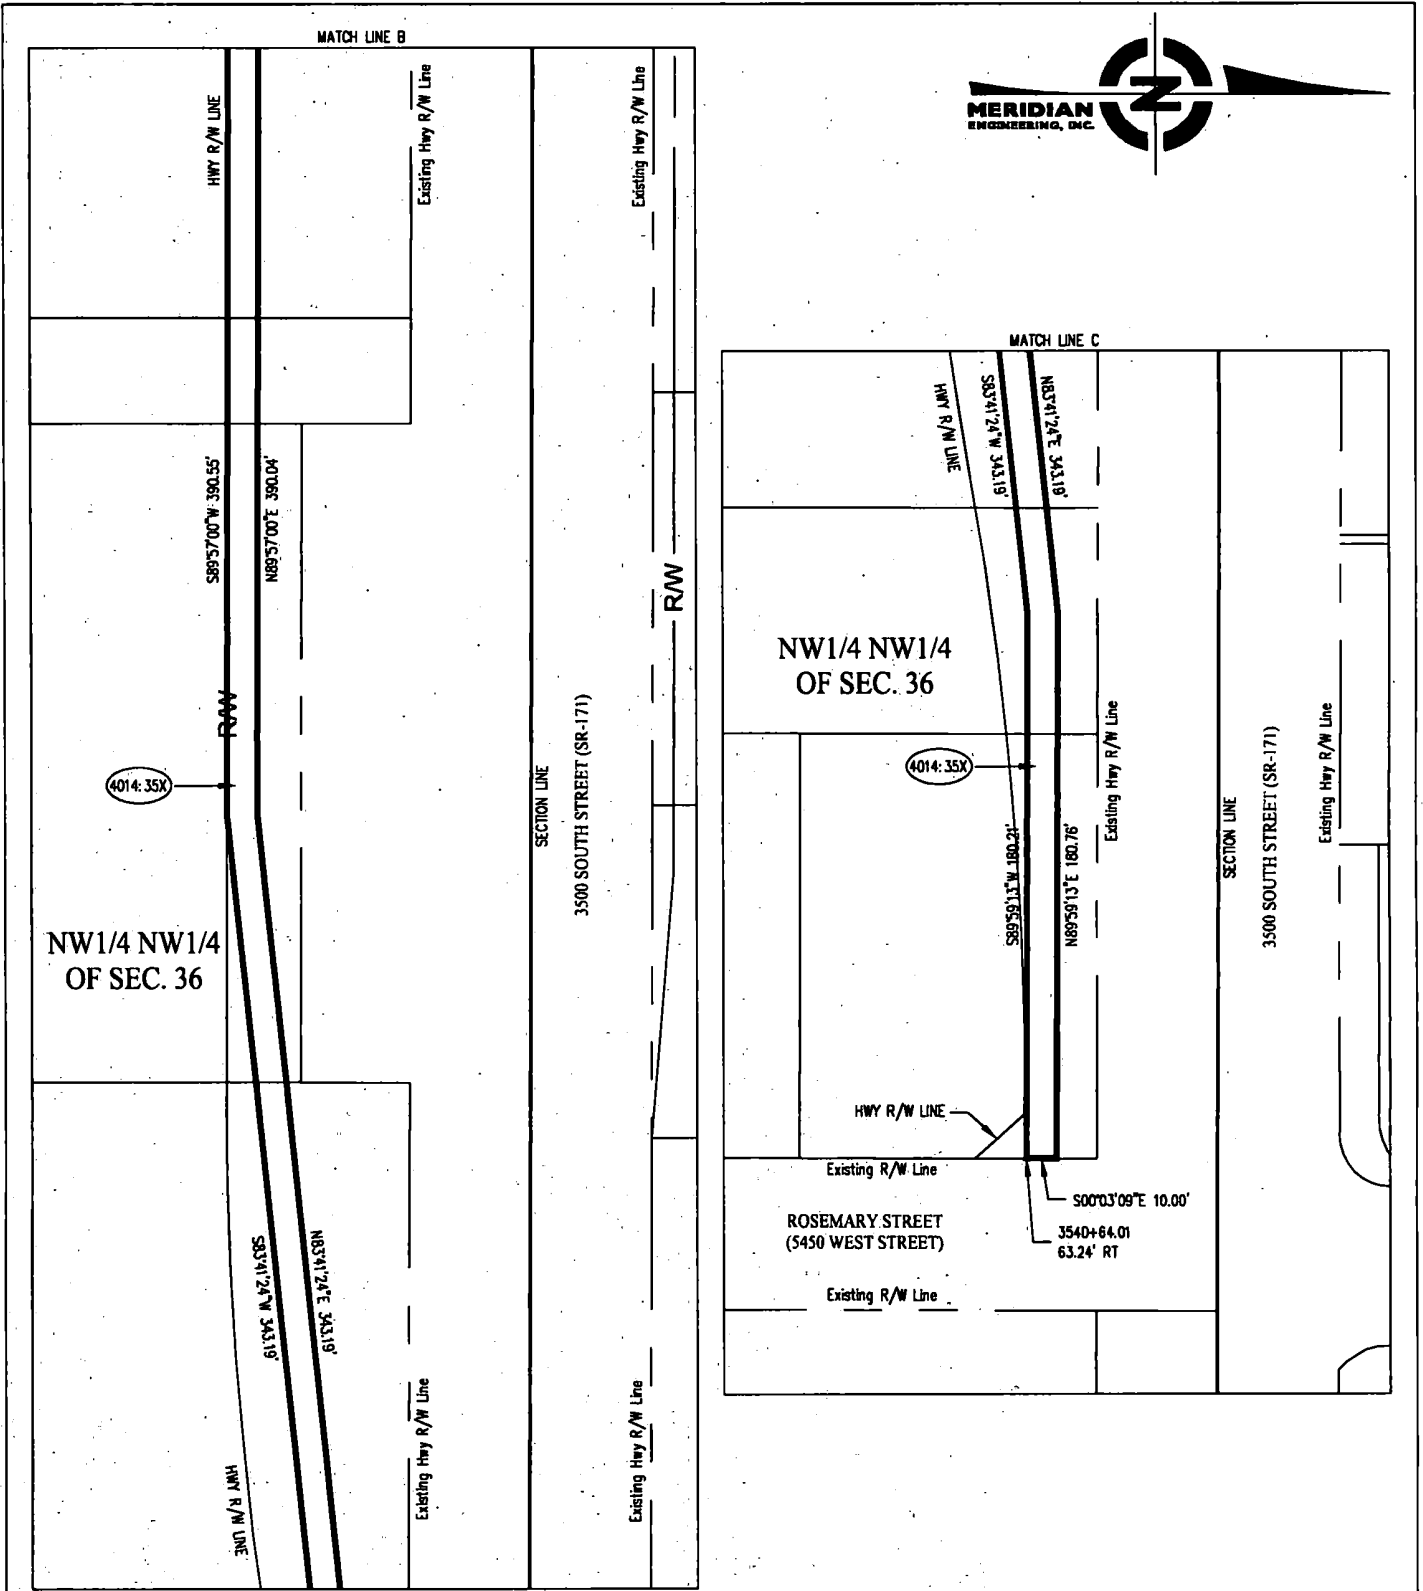 MATCH LINE B
HWY R/W LINE
Existing Hwy R/W Line
Existing Hwy R/W Line
S89°57'00"W 390.55'
N89°57'00"E 390.04'
R/W
R/W
4014:35X
SECTION LINE
3500 SOUTH STREET (SR-171)
NW1/4 NW1/4
OF SEC. 36
S83°41'24"W 343.19'
N83°41'24"E 343.19'
HWY R/W LINE
Existing Hwy R/W Line
Existing Hwy R/W Line
MERIDIAN
ENGINEERING, INC.
N
MATCH LINE C
HWY R/W LINE
S83°41'24"W 343.19'
N83°41'24"E 343.19'
NW1/4 NW1/4
OF SEC. 36
4014:35X
S89°59'13"W 180.21'
N89°59'13"E 180.76'
Existing Hwy R/W Line
SECTION LINE
3500 SOUTH STREET (SR-171)
Existing Hwy R/W Line
HWY R/W LINE
Existing R/W Line
S00°03'09"E 10.00'
ROSEMARY STREET
(5450 WEST STREET)
3540+64.01
63.24' RT
Existing R/W Line